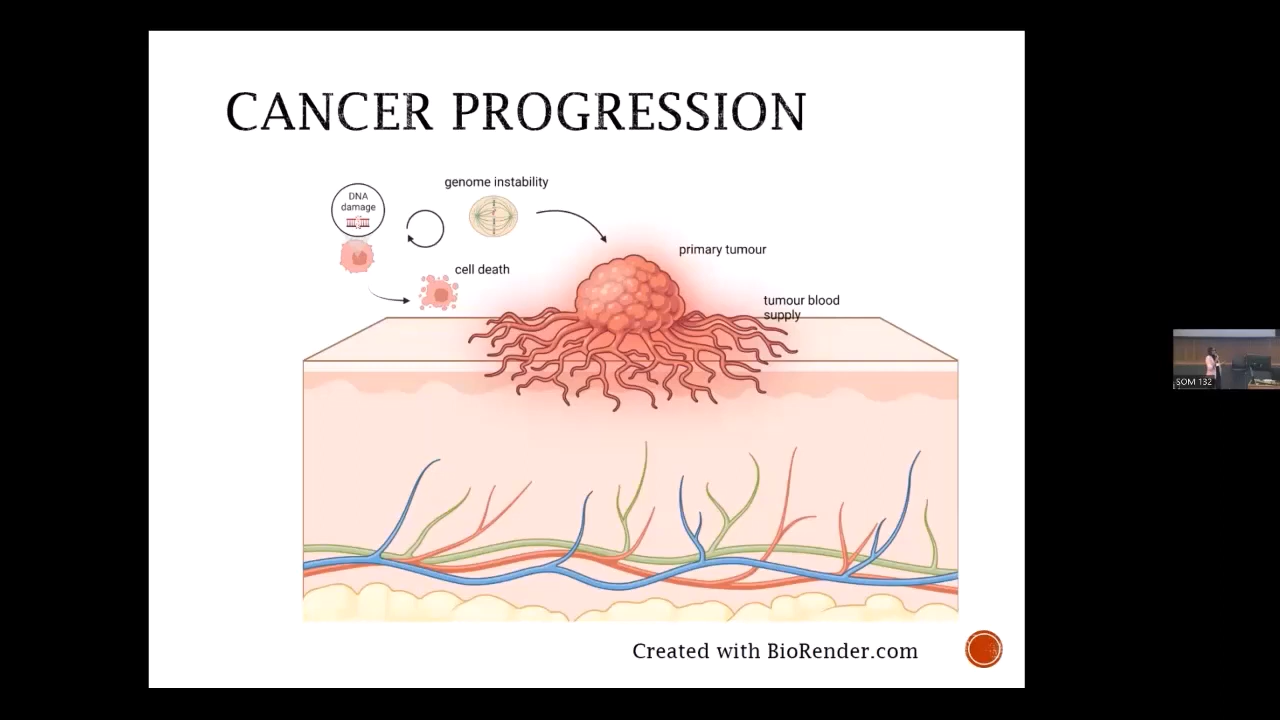 CANCER PROGRESSION
genome instability
DNA
damage
primary tumour
cell death
tumour blood
supply
SOM 132
Created with BioRender.com